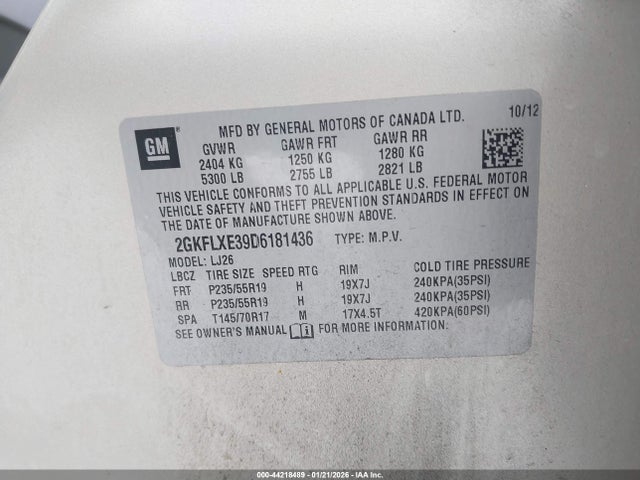 10/12
GM ®
MFD BY GENERAL MOTORS OF CANADA LTD.
GVWR GAWR FRT GAWR RR
2404 KG 1250 KG 1280 KG
5300 LB 2755 LB 2821 LB
THIS VEHICLE CONFORMS TO ALL APPLICABLE U.S. FEDERAL MOTOR
VEHICLE SAFETY AND THEFT PREVENTION STANDARDS IN EFFECT ON
THE DATE OF MANUFACTURE SHOWN ABOVE.
2GKFLXE39D6181436 TYPE: M.P.V.
MODEL: LJ26
LBCZ TIRE SIZE SPEED RTG RIM COLD TIRE PRESSURE
FRT P235/55R19 H 19X7J 240KPA(35PSI)
RR P235/55R19 H 19X7J 240KPA(35PSI)
SPA T145/70R17 M 17X4.5T 420KPA(60PSI)
SEE OWNER'S MANUAL FOR MORE INFORMATION
000-44218489 - 01/21/2026 - IAA Inc.